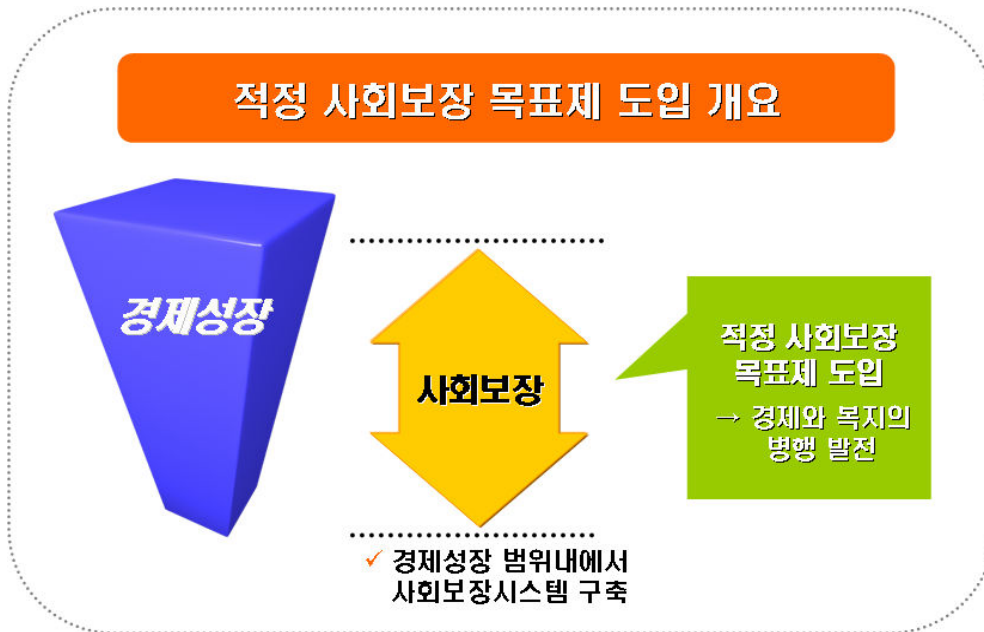 적정 사회보장 목표제 도입 개요
경제성장
사회보장
적정 사회보장
목표제 도입
→ 경제와 복지의
병행 발전
✓ 경제성장 범위내에서
사회보장시스템 구축